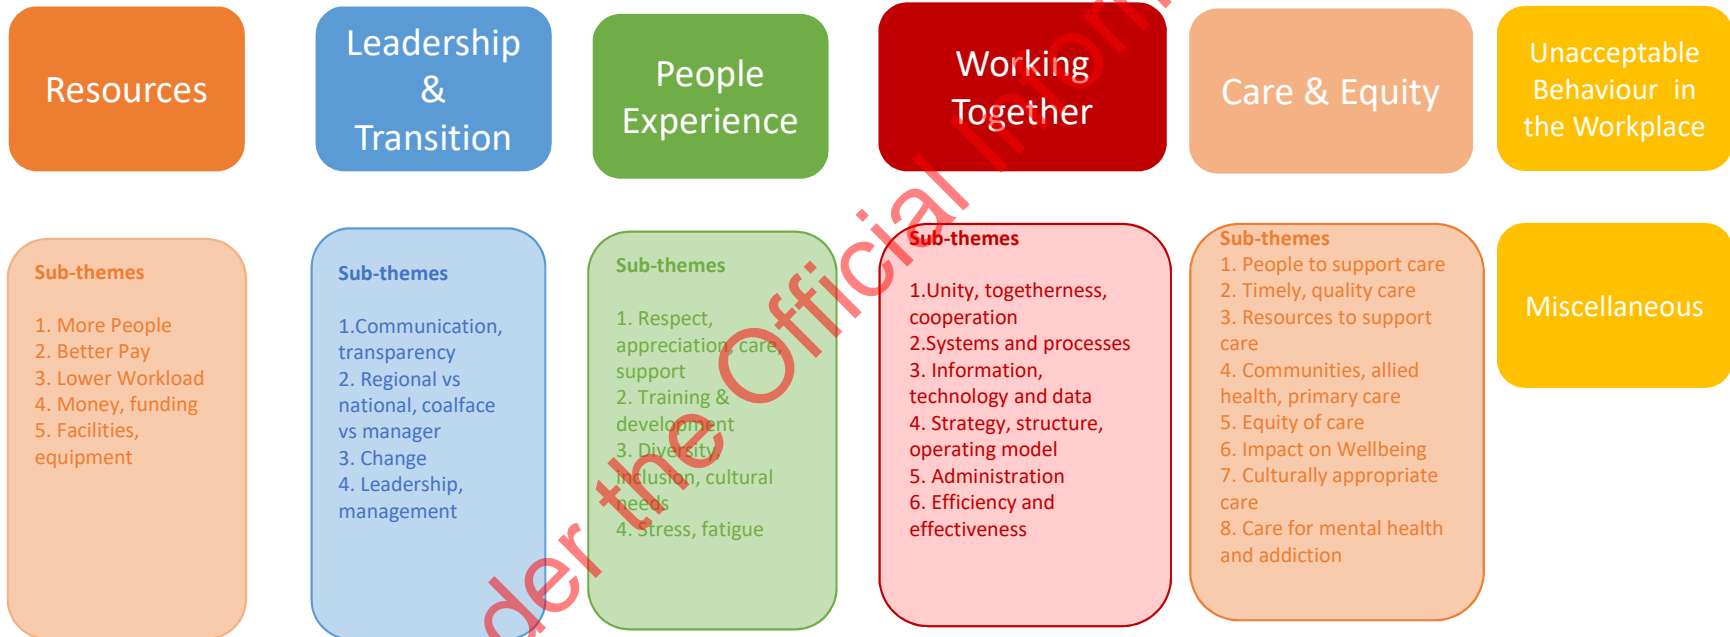 Resources
Leadership
&
Transition
People
Experience
Working
Together
Care & Equity
Unacceptable
Behaviour in
the Workplace
Sub-themes
1. More People
2. Better Pay
3. Lower Workload
4. Money, funding
5. Facilities,
equipment
Sub-themes
1.Communication,
transparency
2. Regional vs
national, coalface
vs manager
3. Change
4. Leadership,
management
Sub-themes
1. Respect,
appreciation, care,
support
2. Training &
development
3. Diversity,
inclusion, cultural
needs
4. Stress, fatigue
Sub-themes
1.Unity, togetherness,
cooperation
2.Systems and processes
3. Information,
technology and data
4. Strategy, structure,
operating model
5. Administration
6. Efficiency and
effectiveness
Sub-themes
1. People to support care
2. Timely, quality care
3. Resources to support
care
4. Communities, allied
health, primary care
5. Equity of care
6. Impact on Wellbeing
7. Culturally appropriate
care
8. Care for mental health
and addiction
Miscellaneous
the Official